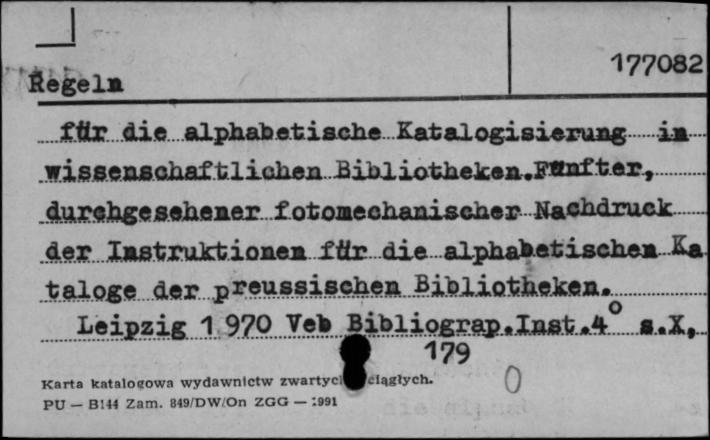 177082
Regeln
für die alphabetische Katalogisierung in
wissenschaftlichen Bibliotheken.Fünfter,
durchgesehener fotomechanischer Nachdruck
der Instruktionen für die alphabetischen Ka
taloge der preussischen Bibliotheken.
Leipzig 1 970 Veb Bibliograp.Inst.4° s.X,
179
Karta katalogowa wydawnictw ciągłych.
PU — B144 Zam. 849/DW/On ZGG — 1991
0